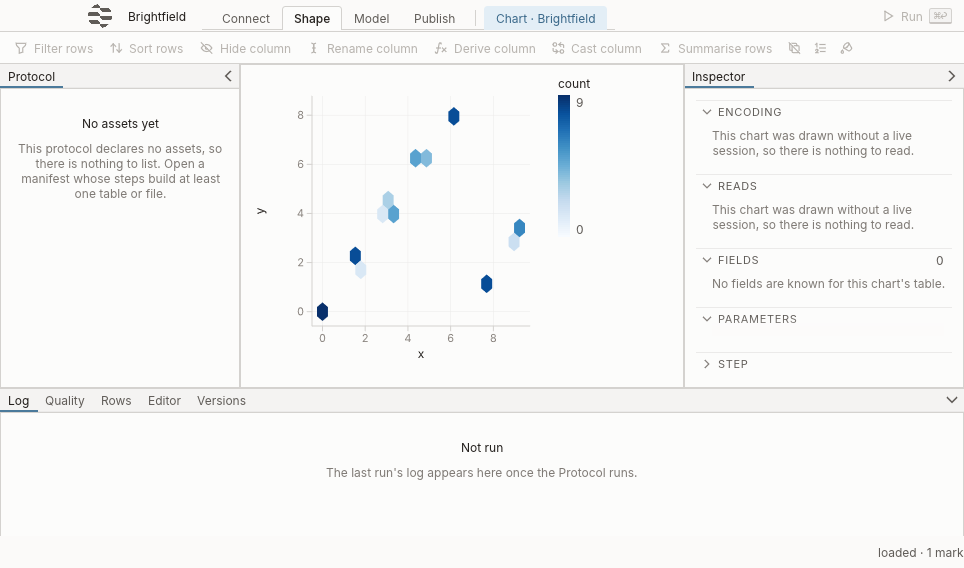 Brightfield
Connect
Shape
Model
Publish
Chart · Brightfield
Run
Filter rows
Sort rows
Hide column
Rename column
Derive column
Cast column
Summarise rows
Protocol
No assets yet
This protocol declares no assets, so
there is nothing to list. Open a
manifest whose steps build at least
one table or file.
count
9
0
8
6
4
2
0
y
0
2
4
6
8
x
Inspector
ENCODING
This chart was drawn without a live
session, so there is nothing to read.
READS
This chart was drawn without a live
session, so there is nothing to read.
FIELDS
0
No fields are known for this chart's table.
PARAMETERS
STEP
Log
Quality
Rows
Editor
Versions
Not run
The last run's log appears here once the Protocol runs.
loaded · 1 mark